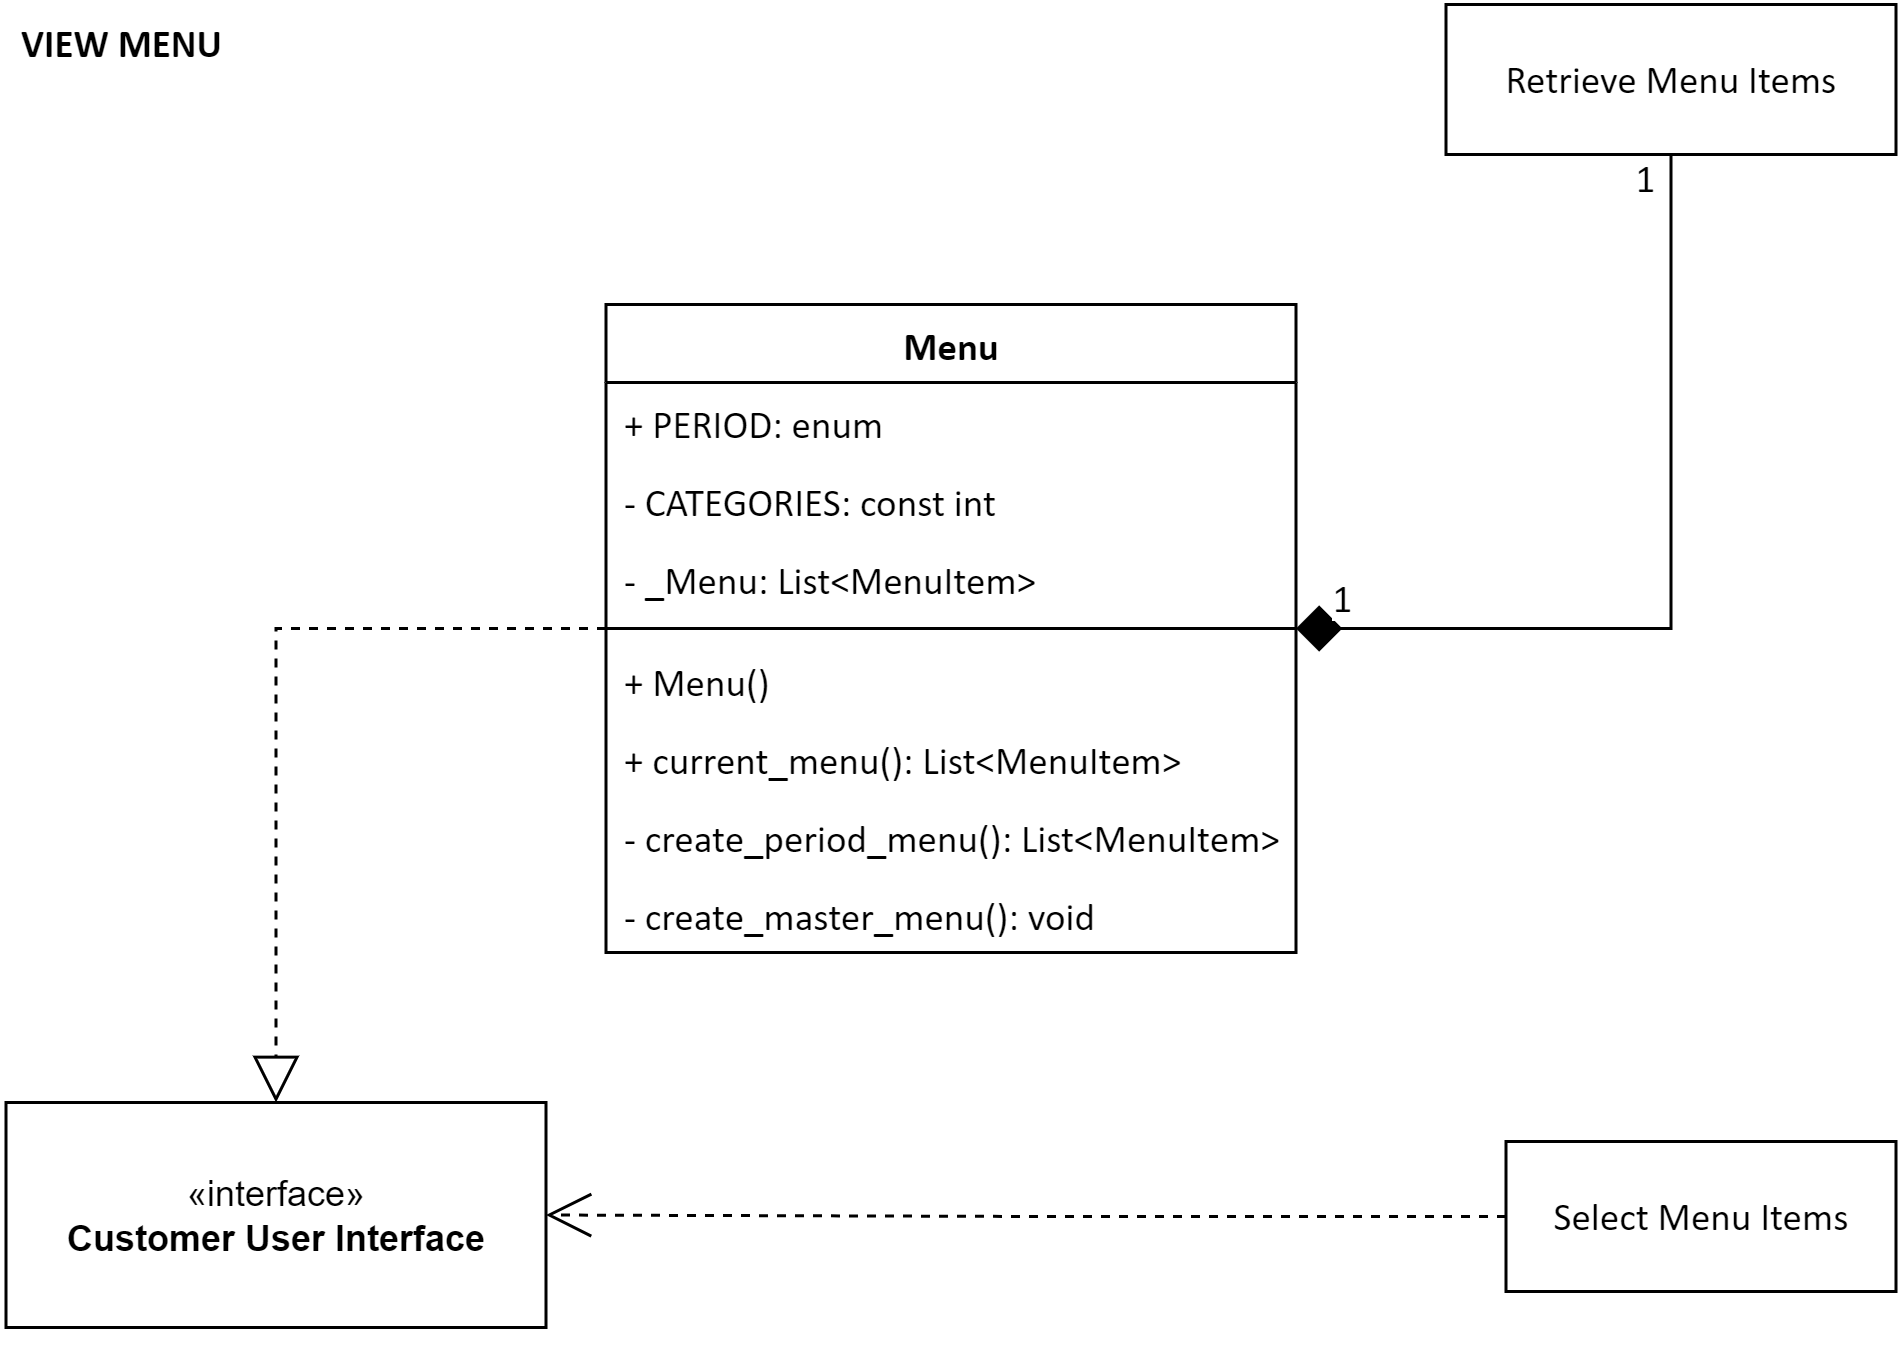 VIEW MENU
Retrieve Menu Items
1
Menu
+ PERIOD: enum
- CATEGORIES: const int
- _Menu: List<MenuItem>
1
+ Menu()
+ current_menu(): List<MenuItem>
- create_period_menu(): List<MenuItem>
- create_master_menu(): void
«interface»
Customer User Interface
Select Menu Items